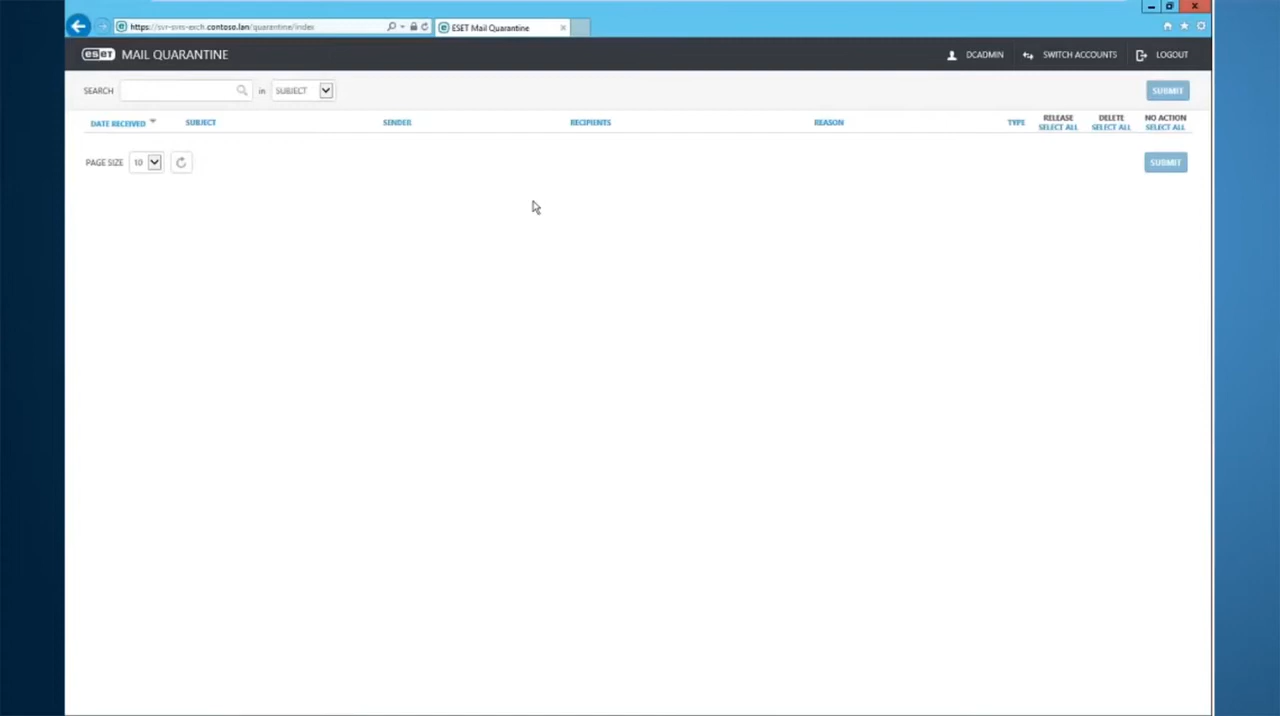 https://svr-svms-exch.contoso.lan/quarantine/index
ESET Mail Quarantine
eset MAIL QUARANTINE
DCADMIN
SWITCH ACCOUNTS
LOGOUT
SEARCH
in
SUBJECT
SUBMIT
DATE RECEIVED
SUBJECT
SENDER
RECIPIENTS
REASON
TYPE
RELEASE
SELECT ALL
DELETE
SELECT ALL
NO ACTION
SELECT ALL
PAGE SIZE
10
SUBMIT